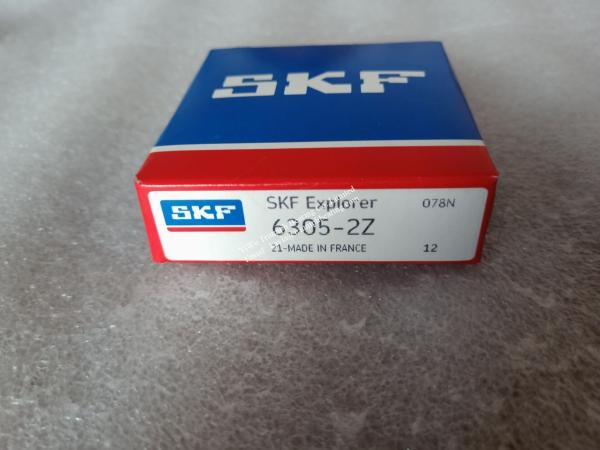 SKF
SKF
SKF Explorer
078N
6305-2Z
21-MADE IN FRANCE
12